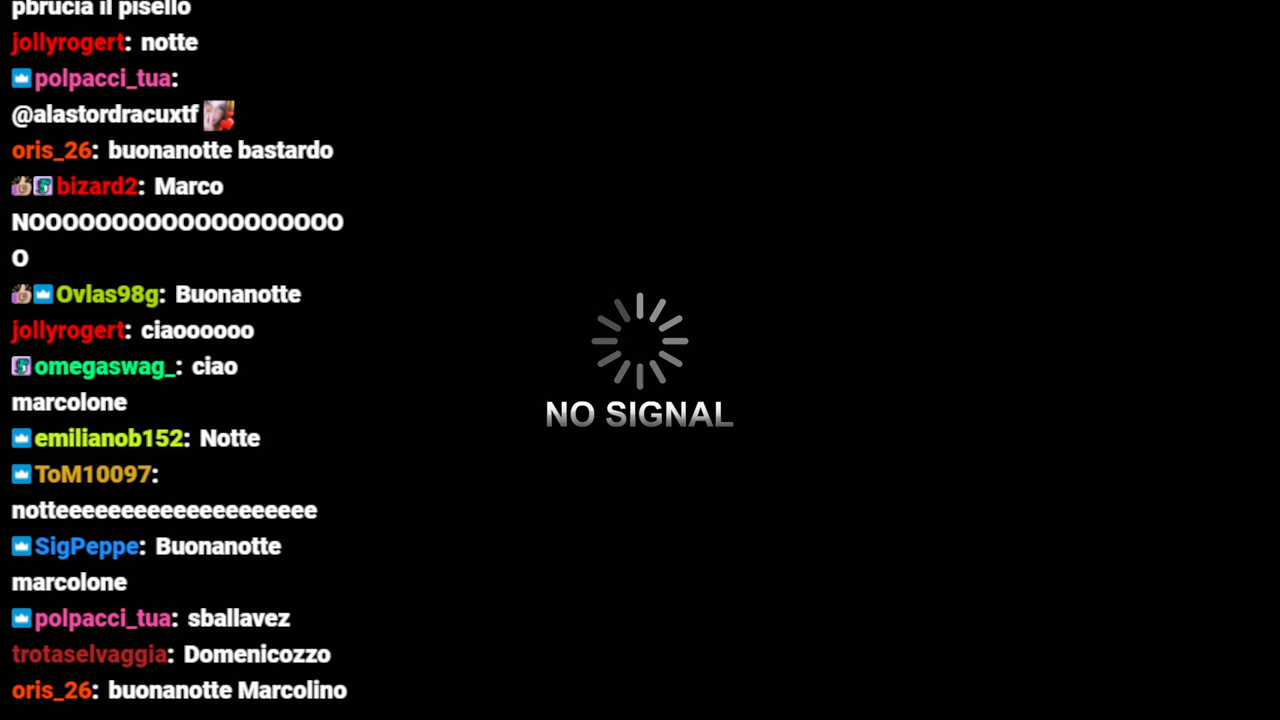 pbrucia il pisello
jollyrogert: notte
polpacci_tua:
@alastordracuxtf
oris_26: buonanotte bastardo
bizard2: Marco
NOOOOOOOOOOOOOOOOOOO
O
Ovlas98g: Buonanotte
jollyrogert: ciaoooooo
omegaswag_: ciao
marcolone
emilianob152: Notte
ToM10097:
notteeeeeeeeeeeeeeeeeeee
SigPeppe: Buonanotte
marcolone
polpacci_tua: sballavez
trotaselvaggia: Domenicozzo
oris_26: buonanotte Marcolino
NO SIGNAL